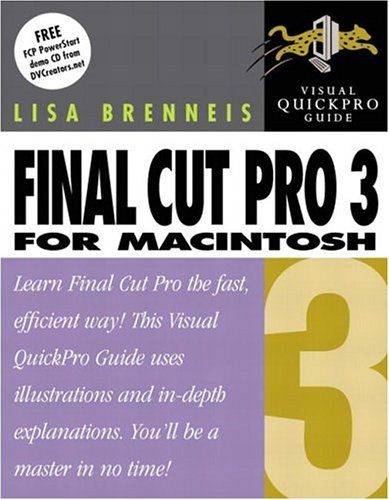 FREE
FCP PowerStart
demo CD from
DVCreators.net
LISA BRENNEIS
VISUAL
QUICKPRO
GUIDE
FINAL CUT PRO 3
FOR MACINTOSH
Learn Final Cut Pro the fast,
efficient way! This Visual
QuickPro Guide uses
illustrations and in-depth
explanations. You'll be a
master in no time!
3